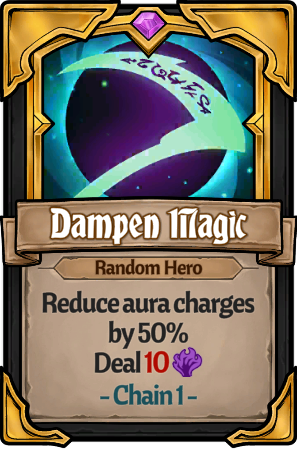 Dampen Magic
Random Hero
Reduce aura charges
by 50%
Deal 10
- Chain 1 -